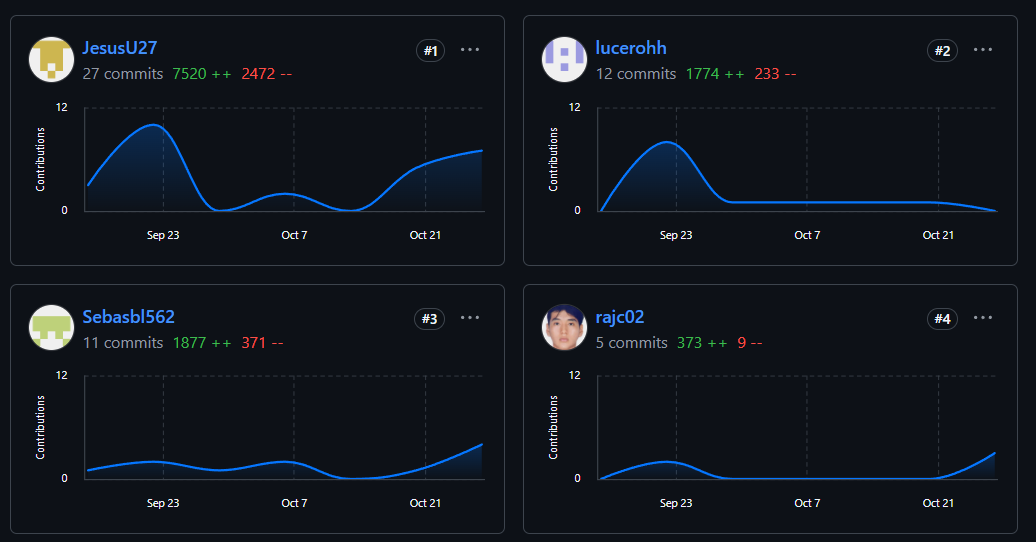 JesusU27
#1
27 commits 7520 ++ 2472 --
12
Contributions
0
Sep 23
Oct 7
Oct 21
lucerohh
#2
12 commits 1774 ++ 233 --
12
Contributions
0
Sep 23
Oct 7
Oct 21
Sebasbl562
#3
11 commits 1877 ++ 371 --
12
Contributions
0
Sep 23
Oct 7
Oct 21
rajc02
#4
5 commits 373 ++ 9 --
12
Contributions
0
Sep 23
Oct 7
Oct 21